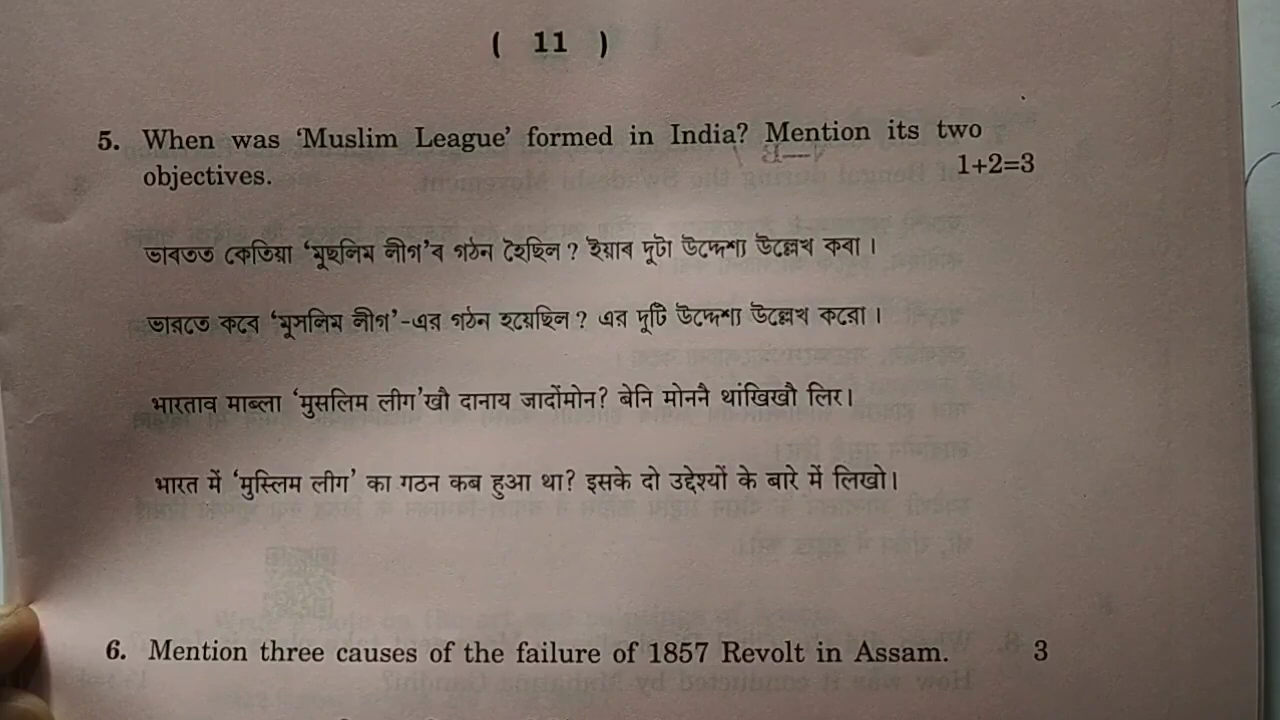 ( 11 )
5. When was ‘Muslim League’ formed in India? Mention its two
objectives. 1+2=3
ভাৰতত কেতিয়া ‘মুছলিম লীগ’ৰ গঠন হৈছিল ? ইয়াৰ দুটা উদ্দেশ্য উল্লেখ কৰা ।
ভারতে কবে ‘মুসলিম লীগ’-এর গঠন হয়েছিল ? এর দুটি উদ্দেশ্য উল্লেখ করো ।
भारताव माब्ला ‘मुसलिम लीग’खौ दानाय जादोंमोन? बेनि मोननै थांखिखौ लिर।
भारत में ‘मुस्लिम लीग’ का गठन कब हुआ था? इसके दो उद्देश्यों के बारे में लिखो।
6. Mention three causes of the failure of 1857 Revolt in Assam. 3